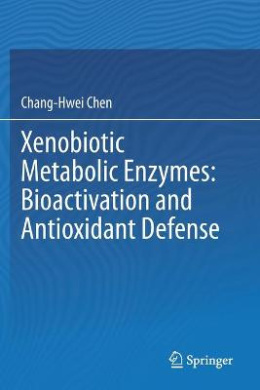 Chang-Hwei Chen
Xenobiotic
Metabolic Enzymes:
Bioactivation and
Antioxidant Defense
Springer